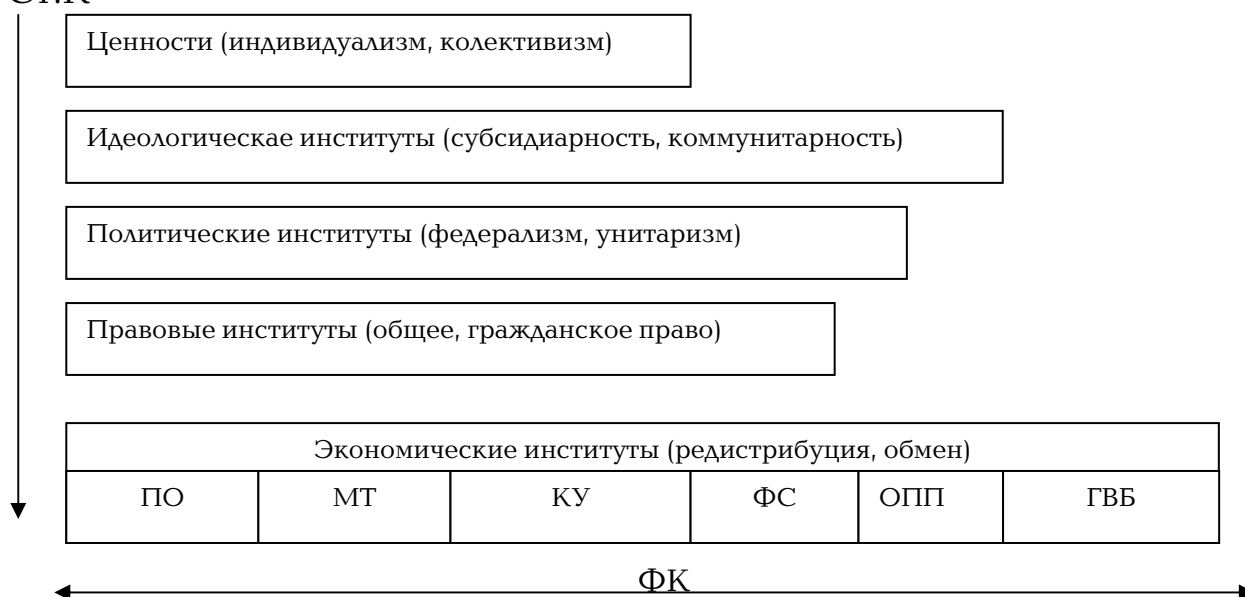 Ценности (индивидуализм, колективизм)
Идеологическае институты (субсидиарность, коммунитарность)
Политические институты (федерализм, унитаризм)
Правовые институты (общее, гражданское право)
Экономические институты (редистрибуция, обмен)
ПО МТ КУ ФС ОПП ГВБ
ФК